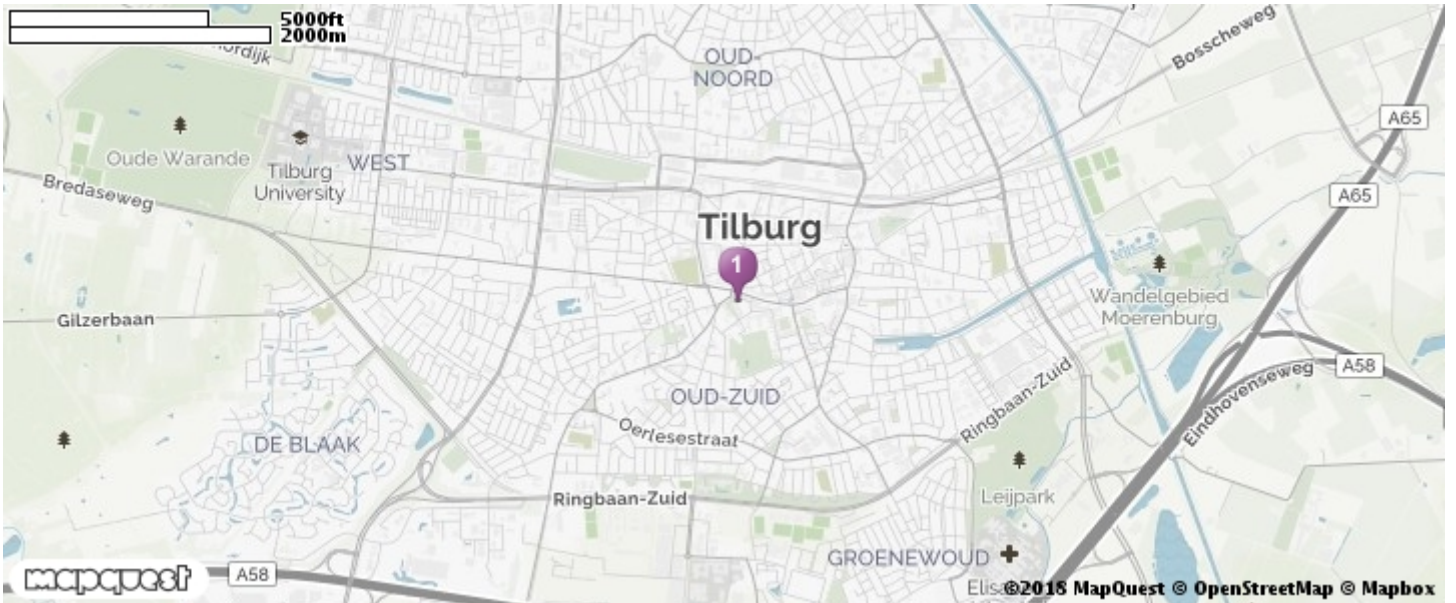 5000ft
2000m
OUD-
NOORD
Bosscheweg
A65
Oude Warande
Tilburg
University
WEST
Bredaseweg
A65
Tilburg
1
Wandelgebied
Moerenburg
Gilzerbaan
A58
Eindhovenseweg
OUD-ZUID
Ringbaan-Zuid
Oerlesestraat
DE BLAAK
Leijpark
Ringbaan-Zuid
GROENEWOUD
mapquest
A58
©2018 MapQuest © OpenStreetMap © Mapbox